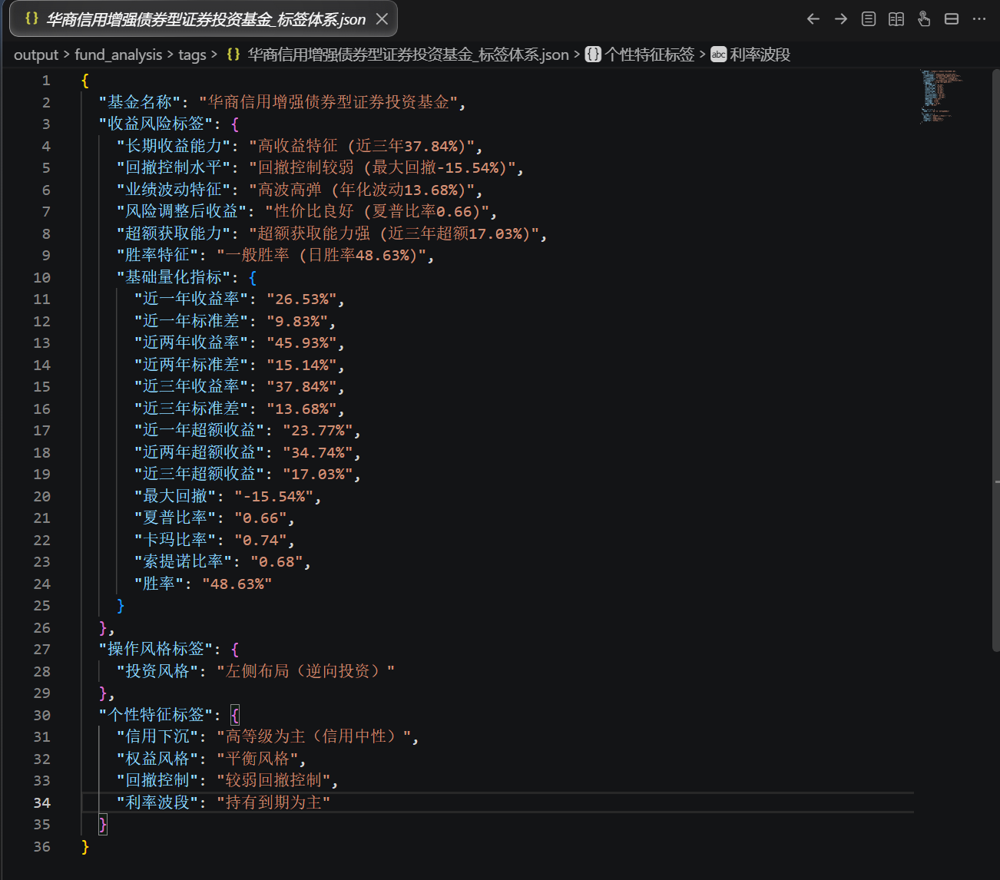 {} 华商信用增强债券型证券投资基金_标签体系.json
output > fund_analysis > tags > {} 华商信用增强债券型证券投资基金_标签体系.json > {} 个性特征标签 > abc 利率波段
1 {
2 "基金名称": "华商信用增强债券型证券投资基金",
3 "收益风险标签": {
4 "长期收益能力": "高收益特征 (近三年37.84%)",
5 "回撤控制水平": "回撤控制较弱 (最大回撤-15.54%)",
6 "业绩波动特征": "高波高弹 (年化波动13.68%)",
7 "风险调整后收益": "性价比良好 (夏普比率0.66)",
8 "超额获取能力": "超额获取能力强 (近三年超额17.03%)",
9 "胜率特征": "一般胜率 (日胜率48.63%)",
10 "基础量化指标": {
11 "近一年收益率": "26.53%",
12 "近一年标准差": "9.83%",
13 "近两年收益率": "45.93%",
14 "近两年标准差": "15.14%",
15 "近三年收益率": "37.84%",
16 "近三年标准差": "13.68%",
17 "近一年超额收益": "23.77%",
18 "近两年超额收益": "34.74%",
19 "近三年超额收益": "17.03%",
20 "最大回撤": "-15.54%",
21 "夏普比率": "0.66",
22 "卡玛比率": "0.74",
23 "索提诺比率": "0.68",
24 "胜率": "48.63%"
25 }
26 },
27 "操作风格标签": {
28 "投资风格": "左侧布局（逆向投资）"
29 },
30 "个性特征标签": {
31 "信用下沉": "高等级为主（信用中性）",
32 "权益风格": "平衡风格",
33 "回撤控制": "较弱回撤控制",
34 "利率波段": "持有到期为主"
35 }
36 }